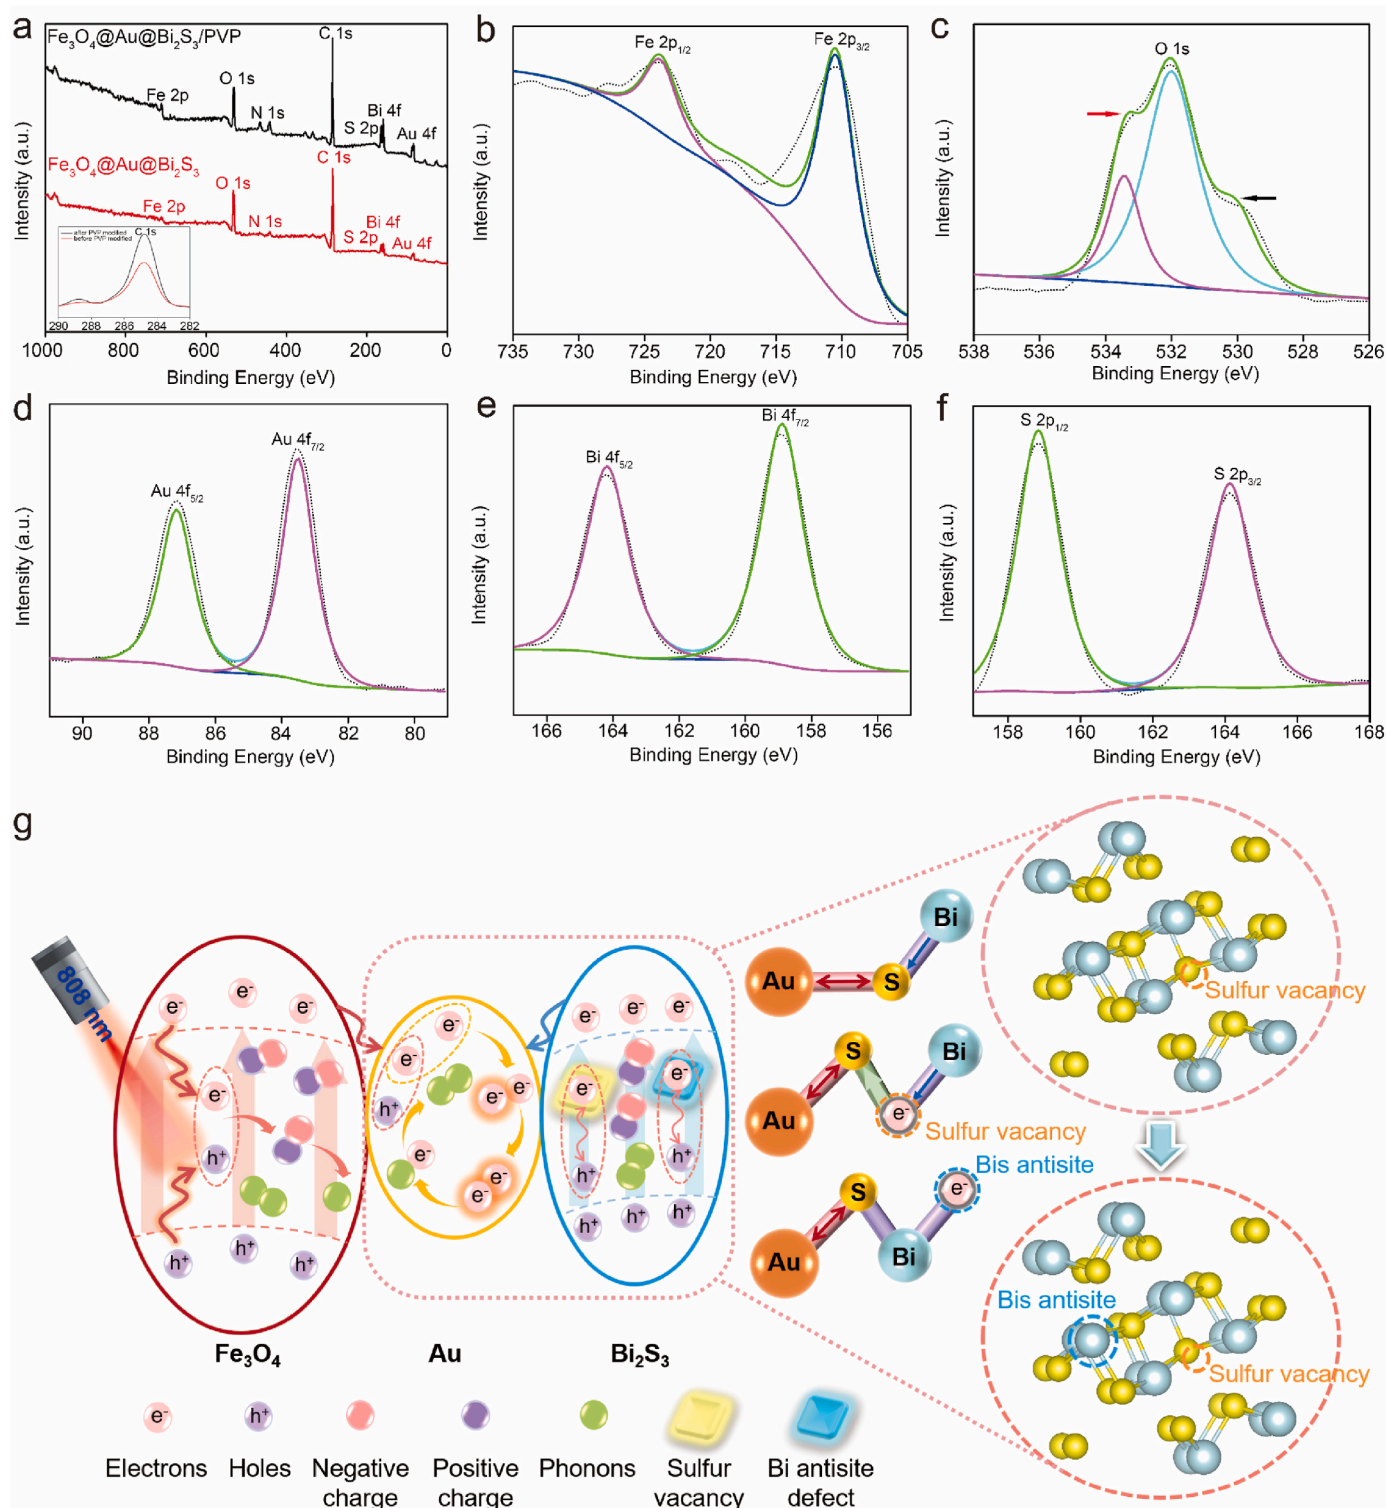 a
Fe₃O₄@Au@Bi₂S₃/PVP
C 1s
O 1s
Fe 2p
N 1s
Bi 4f
S 2p
Au 4f
Fe₃O₄@Au@Bi₂S₃
C 1s
O 1s
Fe 2p
N 1s
Bi 4f
S 2p
Au 4f
after PVP modified
before PVP modified
C 1s
290 288 286 284 282
1000 800 600 400 200 0
Binding Energy (eV)
Intensity (a.u.)
b
Fe 2p₁/₂
Fe 2p₃/₂
735 730 725 720 715 710 705
Binding Energy (eV)
Intensity (a.u.)
c
O 1s
538 536 534 532 530 528 526
Binding Energy (eV)
Intensity (a.u.)
d
Au 4f₇/₂
Au 4f₅/₂
90 88 86 84 82 80
Binding Energy (eV)
Intensity (a.u.)
e
Bi 4f₇/₂
Bi 4f₅/₂
166 164 162 160 158 156
Binding Energy (eV)
Intensity (a.u.)
f
S 2p₁/₂
S 2p₃/₂
158 160 162 164 166 168
Binding Energy (eV)
Intensity (a.u.)
g
808 nm
e⁻ e⁻ e⁻
e⁻
h⁺
h⁺ h⁺ h⁺
Fe₃O₄
e⁻
e⁻
h⁺
e⁻
e⁻
e⁻
e⁻
e⁻
Au
e⁻ e⁻ e⁻
e⁻ e⁻
h⁺ h⁺
h⁺ h⁺ h⁺
Bi₂S₃
Au
S
Bi
Au
S
e⁻
Bi
Sulfur vacancy
Bis antisite
Au
S
Bi
e⁻
Sulfur vacancy
Bis antisite
Sulfur vacancy
e⁻
Electrons
h⁺
Holes
Negative
charge
Positive
charge
Phonons
Sulfur
vacancy
Bi antisite
defect